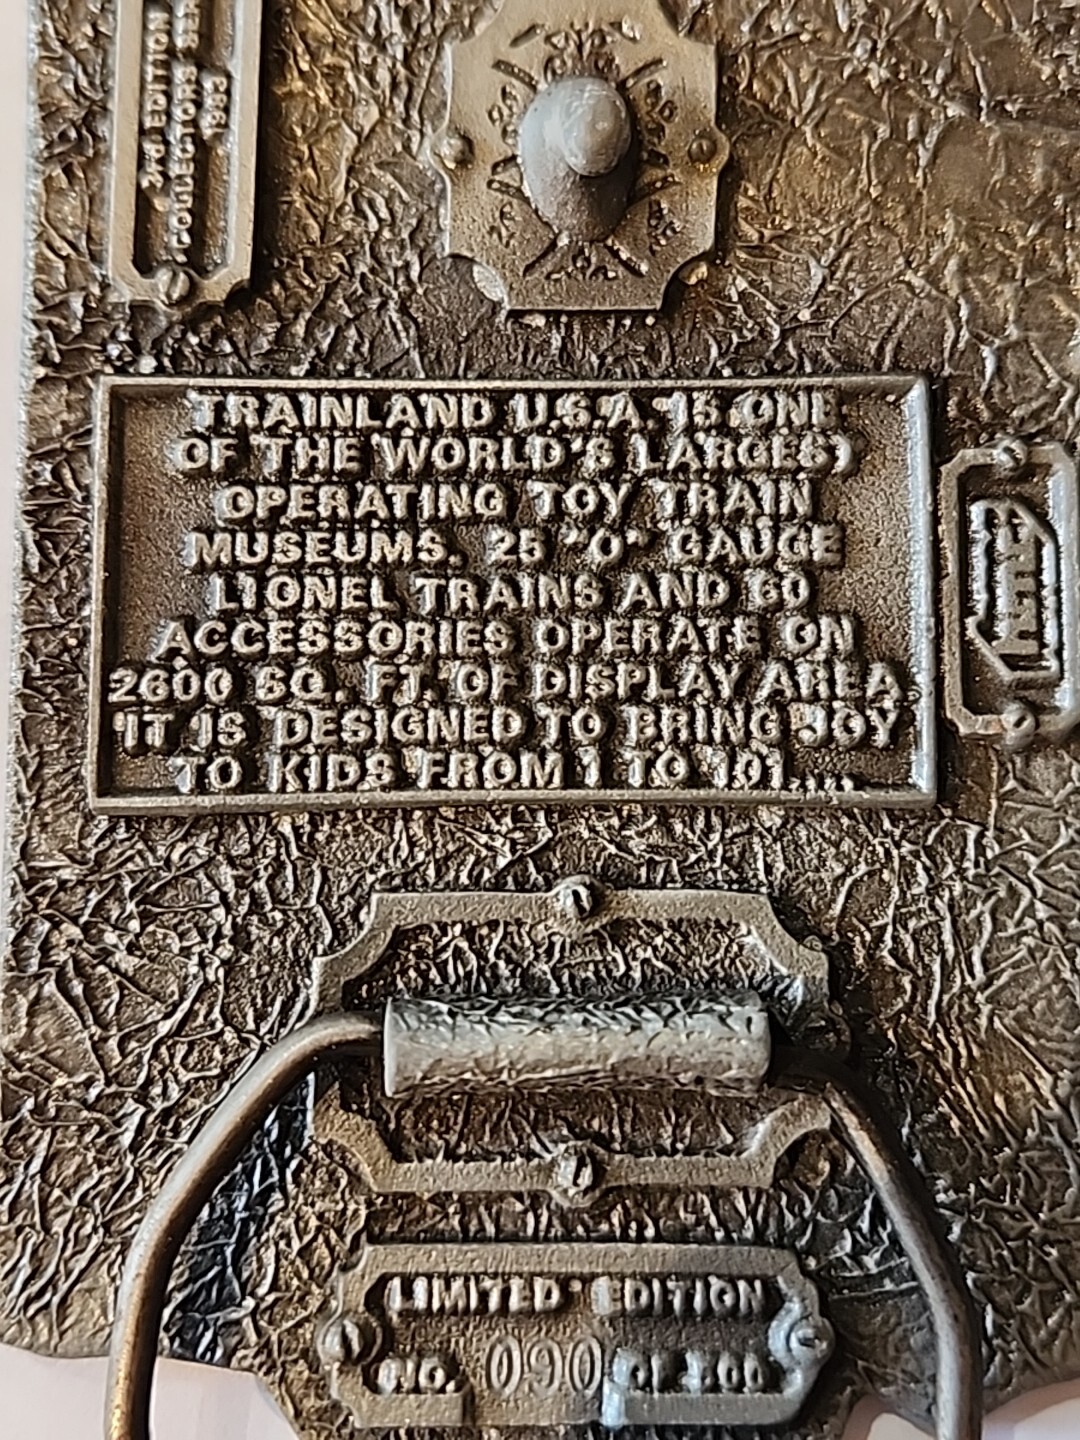 3rd EDITION
COLLECTORS SER
1983
TRAINLAND U.S.A. IS ONE
OF THE WORLD'S LARGEST
OPERATING TOY TRAIN
MUSEUMS. 25 "O" GAUGE
LIONEL TRAINS AND 60
ACCESSORIES OPERATE ON
2600 SQ. FT. OF DISPLAY AREA.
IT IS DESIGNED TO BRING JOY
TO KIDS FROM 1 TO 101....
LIMITED EDITION
NO. 090 OF